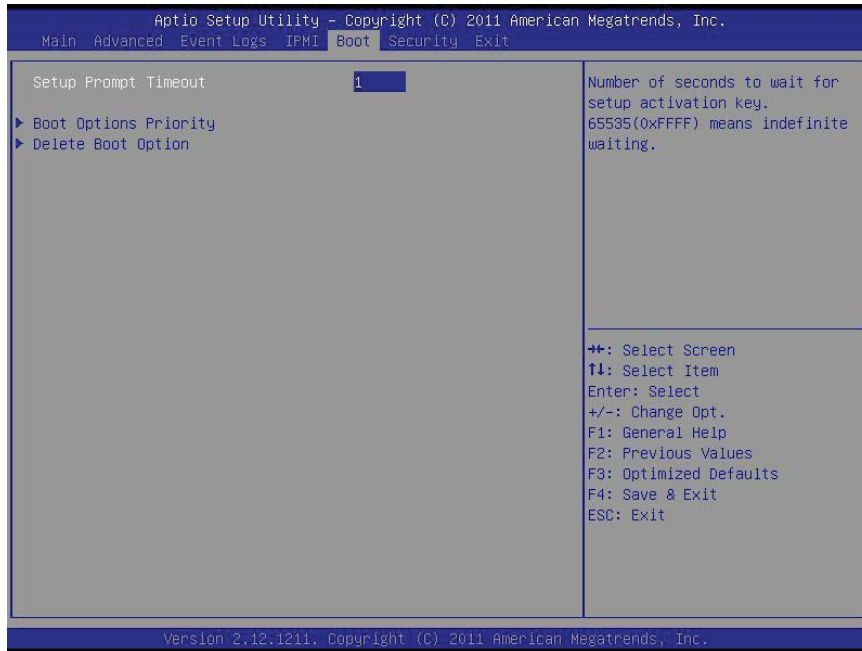 Aptio Setup Utility – Copyright (C) 2011 American Megatrends, Inc.
Main Advanced Event Logs IPMI Boot Security Exit
Setup Prompt Timeout 1
Boot Options Priority
Delete Boot Option
Number of seconds to wait for
setup activation key.
65535(0xFFFF) means indefinite
waiting.
→←: Select Screen
↑↓: Select Item
Enter: Select
+/-: Change Opt.
F1: General Help
F2: Previous Values
F3: Optimized Defaults
F4: Save & Exit
ESC: Exit
Version 2.12.1211. Copyright (C) 2011 American Megatrends, Inc.